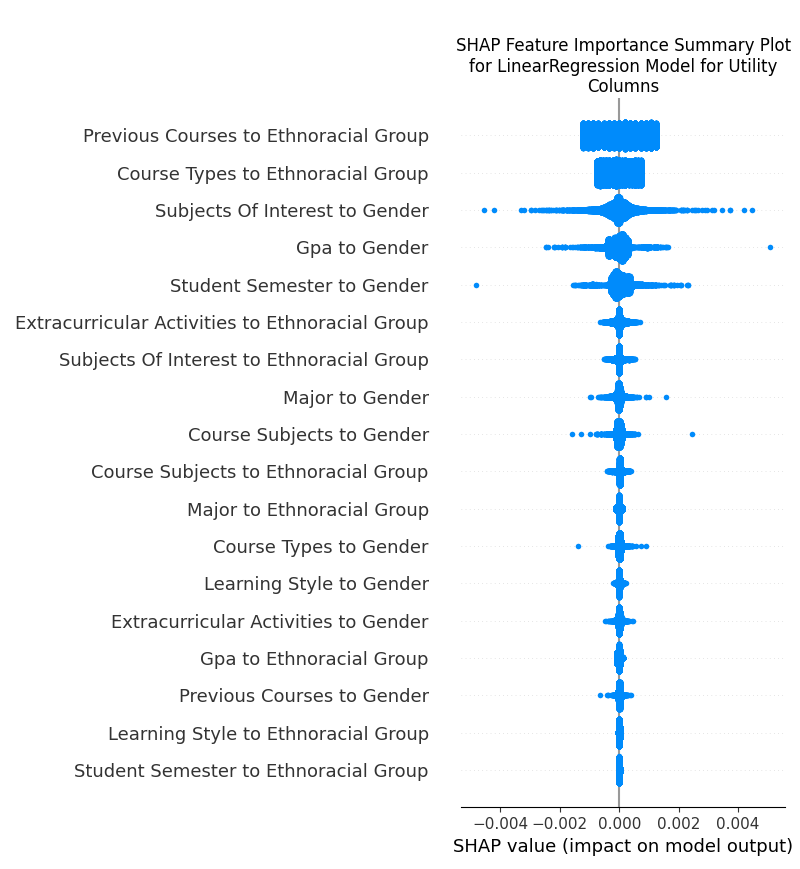 SHAP Feature Importance Summary Plot
for LinearRegression Model for Utility
Columns
Previous Courses to Ethnoracial Group
Course Types to Ethnoracial Group
Subjects Of Interest to Gender
Gpa to Gender
Student Semester to Gender
Extracurricular Activities to Ethnoracial Group
Subjects Of Interest to Ethnoracial Group
Major to Gender
Course Subjects to Gender
Course Subjects to Ethnoracial Group
Major to Ethnoracial Group
Course Types to Gender
Learning Style to Gender
Extracurricular Activities to Gender
Gpa to Ethnoracial Group
Previous Courses to Gender
Learning Style to Ethnoracial Group
Student Semester to Ethnoracial Group
−0.004 −0.002 0.000 0.002 0.004
SHAP value (impact on model output)